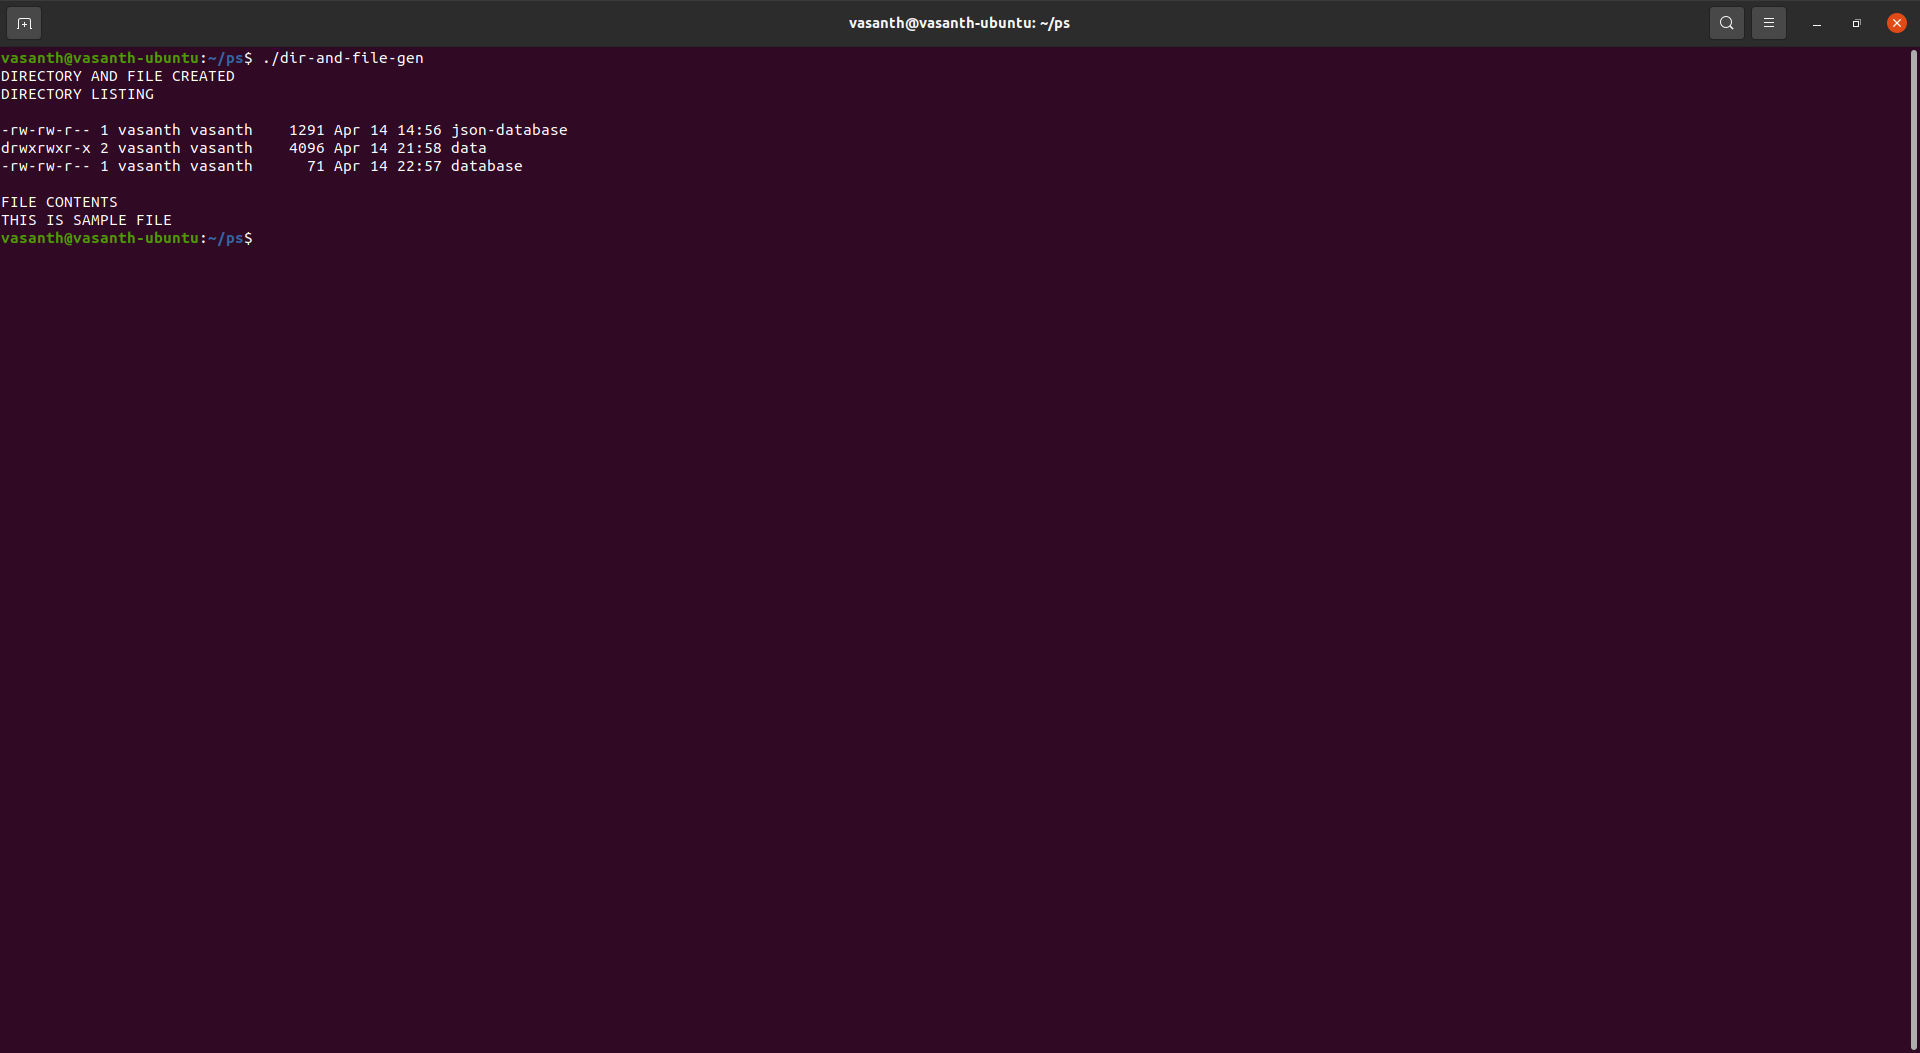 vasanth@vasanth-ubuntu: ~/ps
vasanth@vasanth-ubuntu:~/ps$ ./dir-and-file-gen
DIRECTORY AND FILE CREATED
DIRECTORY LISTING

-rw-rw-r-- 1 vasanth vasanth    1291 Apr 14 14:56 json-database
drwxrwxr-x 2 vasanth vasanth    4096 Apr 14 21:58 data
-rw-rw-r-- 1 vasanth vasanth      71 Apr 14 22:57 database

FILE CONTENTS
THIS IS SAMPLE FILE
vasanth@vasanth-ubuntu:~/ps$